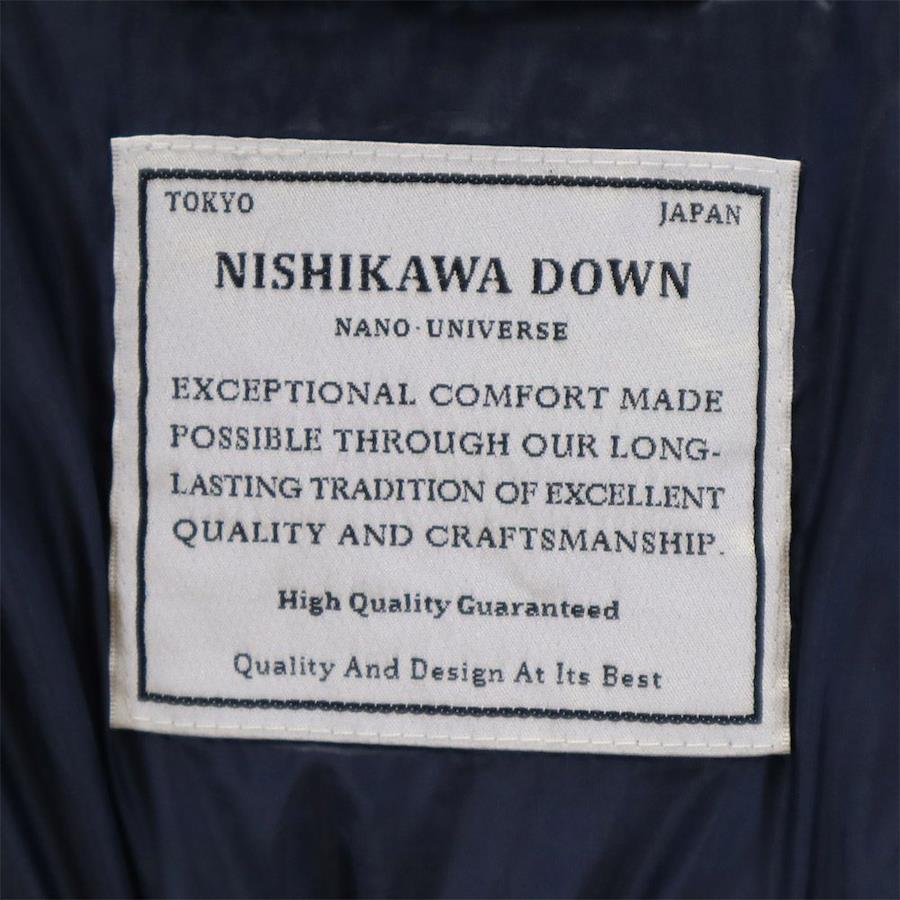 TOKYO JAPAN
NISHIKAWA DOWN
NANO·UNIVERSE
EXCEPTIONAL COMFORT MADE
POSSIBLE THROUGH OUR LONG-
LASTING TRADITION OF EXCELLENT
QUALITY AND CRAFTSMANSHIP.
High Quality Guaranteed
Quality And Design At Its Best